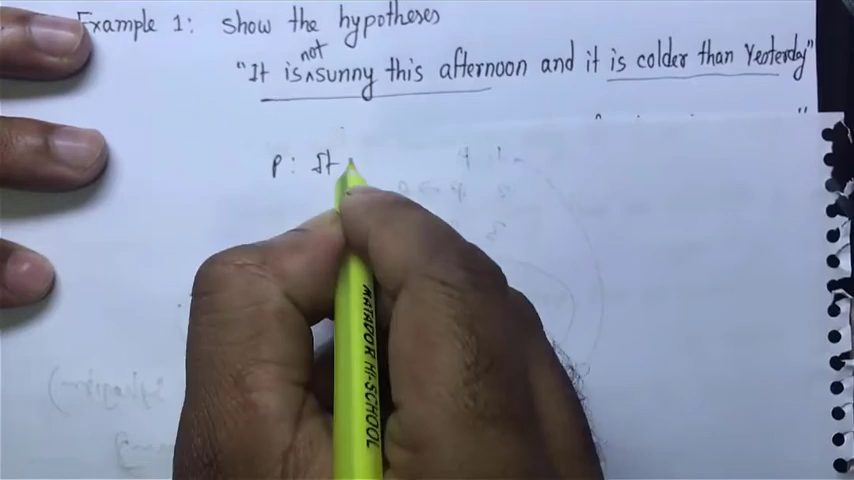 Example 1: show the hypotheses
not
"It is ^ sunny this afternoon and it is colder than Yesterday"
p: It
MATADOR HI-SCHOOL